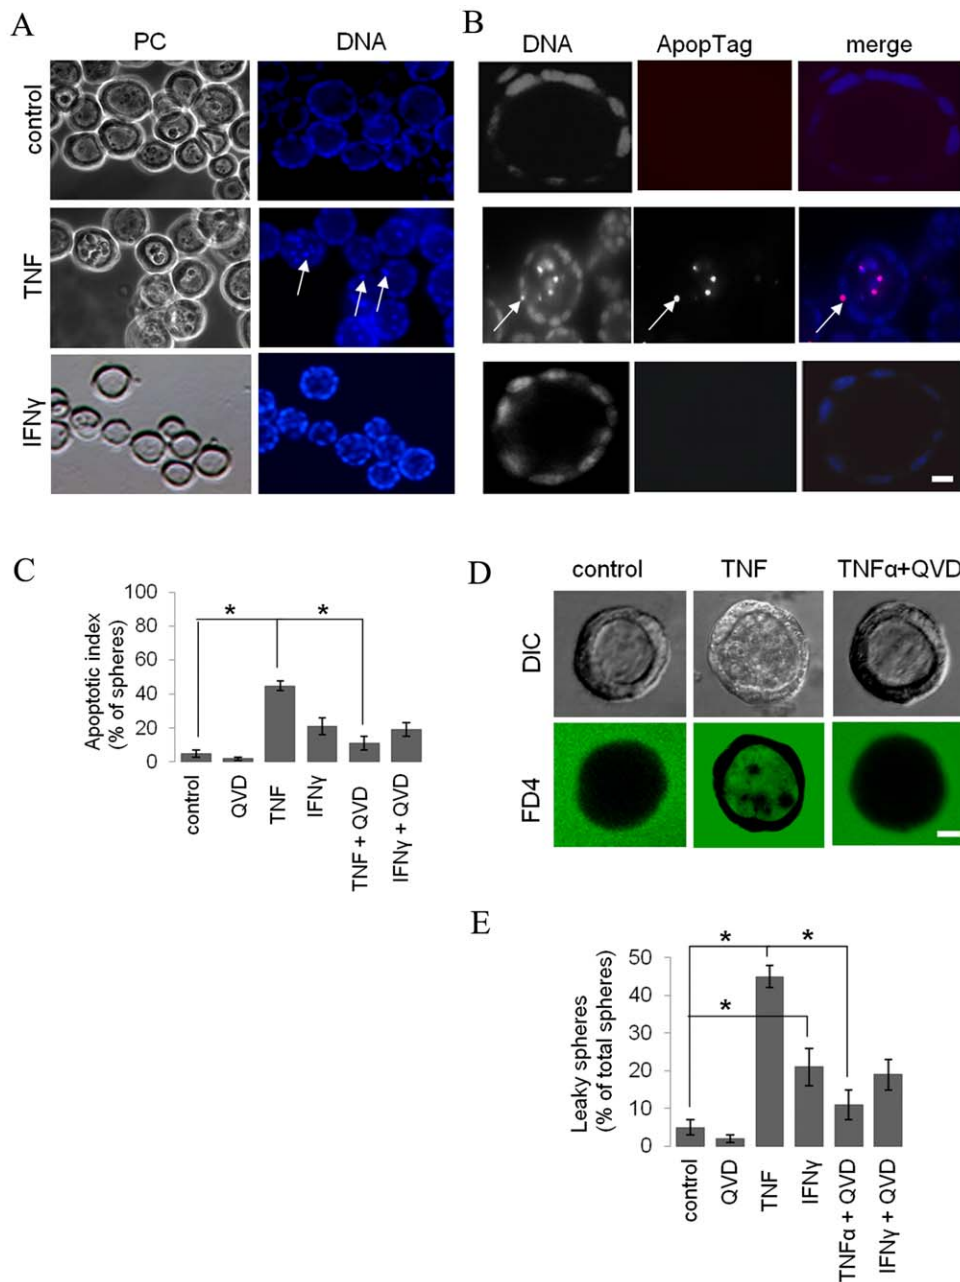 A
PC
DNA
control
TNF
IFNγ
B
DNA
ApopTag
merge
C
Apoptotic index
(% of spheres)
100
80
60
40
20
0
*
*
control
QVD
TNF
IFNγ
TNF + QVD
IFNγ + QVD
D
control
TNF
TNFα+QVD
DIC
FD4
E
Leaky spheres
(% of total spheres)
50
40
30
20
10
0
*
*
*
control
QVD
TNF
IFNγ
TNFα + QVD
IFNγ + QVD